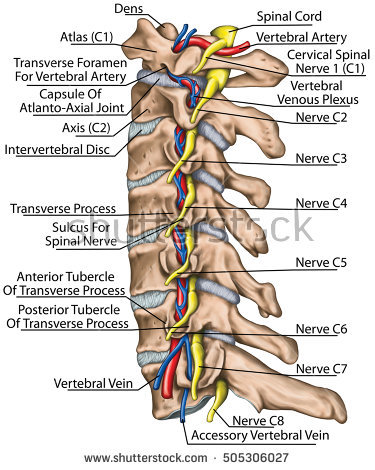 Dens
Spinal Cord
Atlas (C1)
Vertebral Artery
Transverse Foramen
For Vertebral Artery
Cervical Spinal
Nerve 1 (C1)
Capsule Of
Atlanto-Axial Joint
Vertebral
Venous Plexus
Axis (C2)
Nerve C2
Intervertebral Disc
Nerve C3
Transverse Process
Nerve C4
shutterstock
Sulcus For
Spinal Nerve
Nerve C5
Anterior Tubercle
Of Transverse Process
Posterior Tubercle
Of Transverse Process
Nerve C6
Nerve C7
Vertebral Vein
Nerve C8
Accessory Vertebral Vein
www.shutterstock.com · 505306027